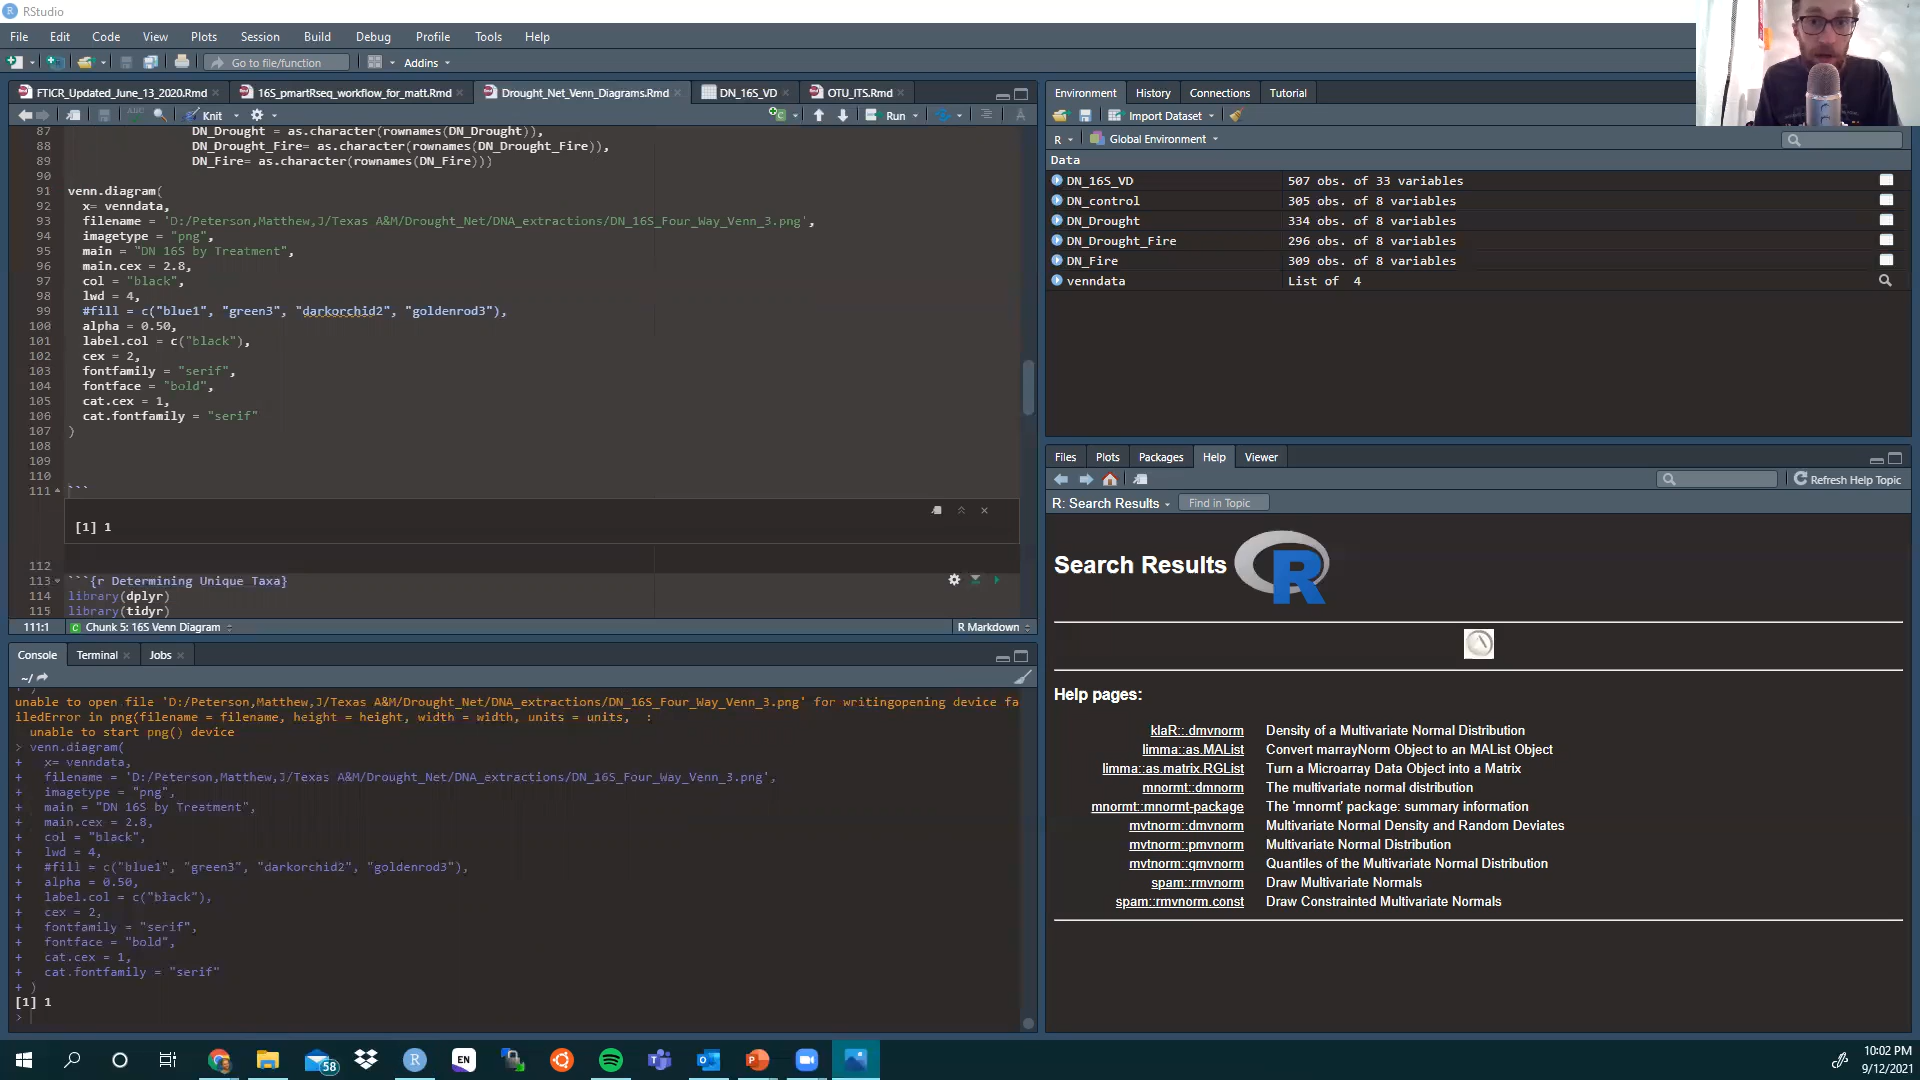 RStudio
File Edit Code View Plots Session Build Debug Profile Tools Help
Go to file/function Addins
FTICR_Updated_June_13_2020.Rmd 16S_pmartRseq_workflow_for_matt.Rmd Drought_Net_Venn_Diagrams.Rmd DN_16S_VD OTU_ITS.Rmd
Knit Run
87 DN_Drought = as.character(rownames(DN_Drought)),
88 DN_Drought_Fire= as.character(rownames(DN_Drought_Fire)),
89 DN_Fire= as.character(rownames(DN_Fire)))
90
91 venn.diagram(
92 x= venndata,
93 filename = 'D:/Peterson,Matthew,J/Texas A&M/Drought_Net/DNA_extractions/DN_16S_Four_Way_Venn_3.png',
94 imagetype = "png",
95 main = "DN 16S by Treatment",
96 main.cex = 2.8,
97 col = "black",
98 lwd = 4,
99 #fill = c("blue1", "green3", "darkorchid2", "goldenrod3"),
100 alpha = 0.50,
101 label.col = c("black"),
102 cex = 2,
103 fontfamily = "serif",
104 fontface = "bold",
105 cat.cex = 1,
106 cat.fontfamily = "serif"
107 )
108
109
110
111 ```
[1] 1
112
113 ```{r Determining Unique Taxa}
114 library(dplyr)
115 library(tidyr)
111:1 Chunk 5: 16S Venn Diagram R Markdown
Console Terminal Jobs
~/
unable to open file 'D:/Peterson,Matthew,J/Texas A&M/Drought_Net/DNA_extractions/DN_16S_Four_Way_Venn_3.png' for writingopening device fa
iledError in png(filename = filename, height = height, width = width, units = units, :
unable to start png() device
> venn.diagram(
+ x= venndata,
+ filename = 'D:/Peterson,Matthew,J/Texas A&M/Drought_Net/DNA_extractions/DN_16S_Four_Way_Venn_3.png',
+ imagetype = "png",
+ main = "DN 16S by Treatment",
+ main.cex = 2.8,
+ col = "black",
+ lwd = 4,
+ #fill = c("blue1", "green3", "darkorchid2", "goldenrod3"),
+ alpha = 0.50,
+ label.col = c("black"),
+ cex = 2,
+ fontfamily = "serif",
+ fontface = "bold",
+ cat.cex = 1,
+ cat.fontfamily = "serif"
+ )
[1] 1
>
Environment History Connections Tutorial
Import Dataset
R Global Environment
Data
DN_16S_VD 507 obs. of 33 variables
DN_control 305 obs. of 8 variables
DN_Drought 334 obs. of 8 variables
DN_Drought_Fire 296 obs. of 8 variables
DN_Fire 309 obs. of 8 variables
venndata List of 4
Files Plots Packages Help Viewer
Refresh Help Topic
R: Search Results Find in Topic
Search Results R
Help pages:
klaR::.dmvnorm Density of a Multivariate Normal Distribution
limma::as.MAList Convert marrayNorm Object to an MAList Object
limma::as.matrix.RGList Turn a Microarray Data Object into a Matrix
mnormt::dmnorm The multivariate normal distribution
mnormt::mnormt-package The 'mnormt' package: summary information
mvtnorm::dmvnorm Multivariate Normal Density and Random Deviates
mvtnorm::pmvnorm Multivariate Normal Distribution
mvtnorm::qmvnorm Quantiles of the Multivariate Normal Distribution
spam::rmvnorm Draw Multivariate Normals
spam::rmvnorm.const Draw Constrainted Multivariate Normals
58 R EN
10:02 PM
9/12/2021